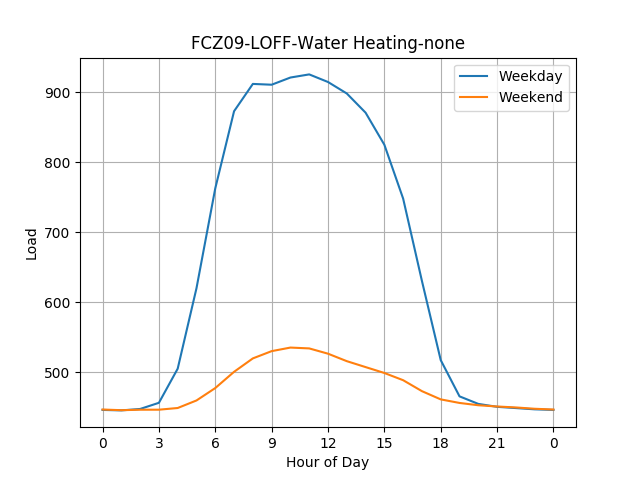 FCZ09-LOFF-Water Heating-none
Weekday
Weekend
Load
900
800
700
600
500
0 3 6 9 12 15 18 21 0
Hour of Day